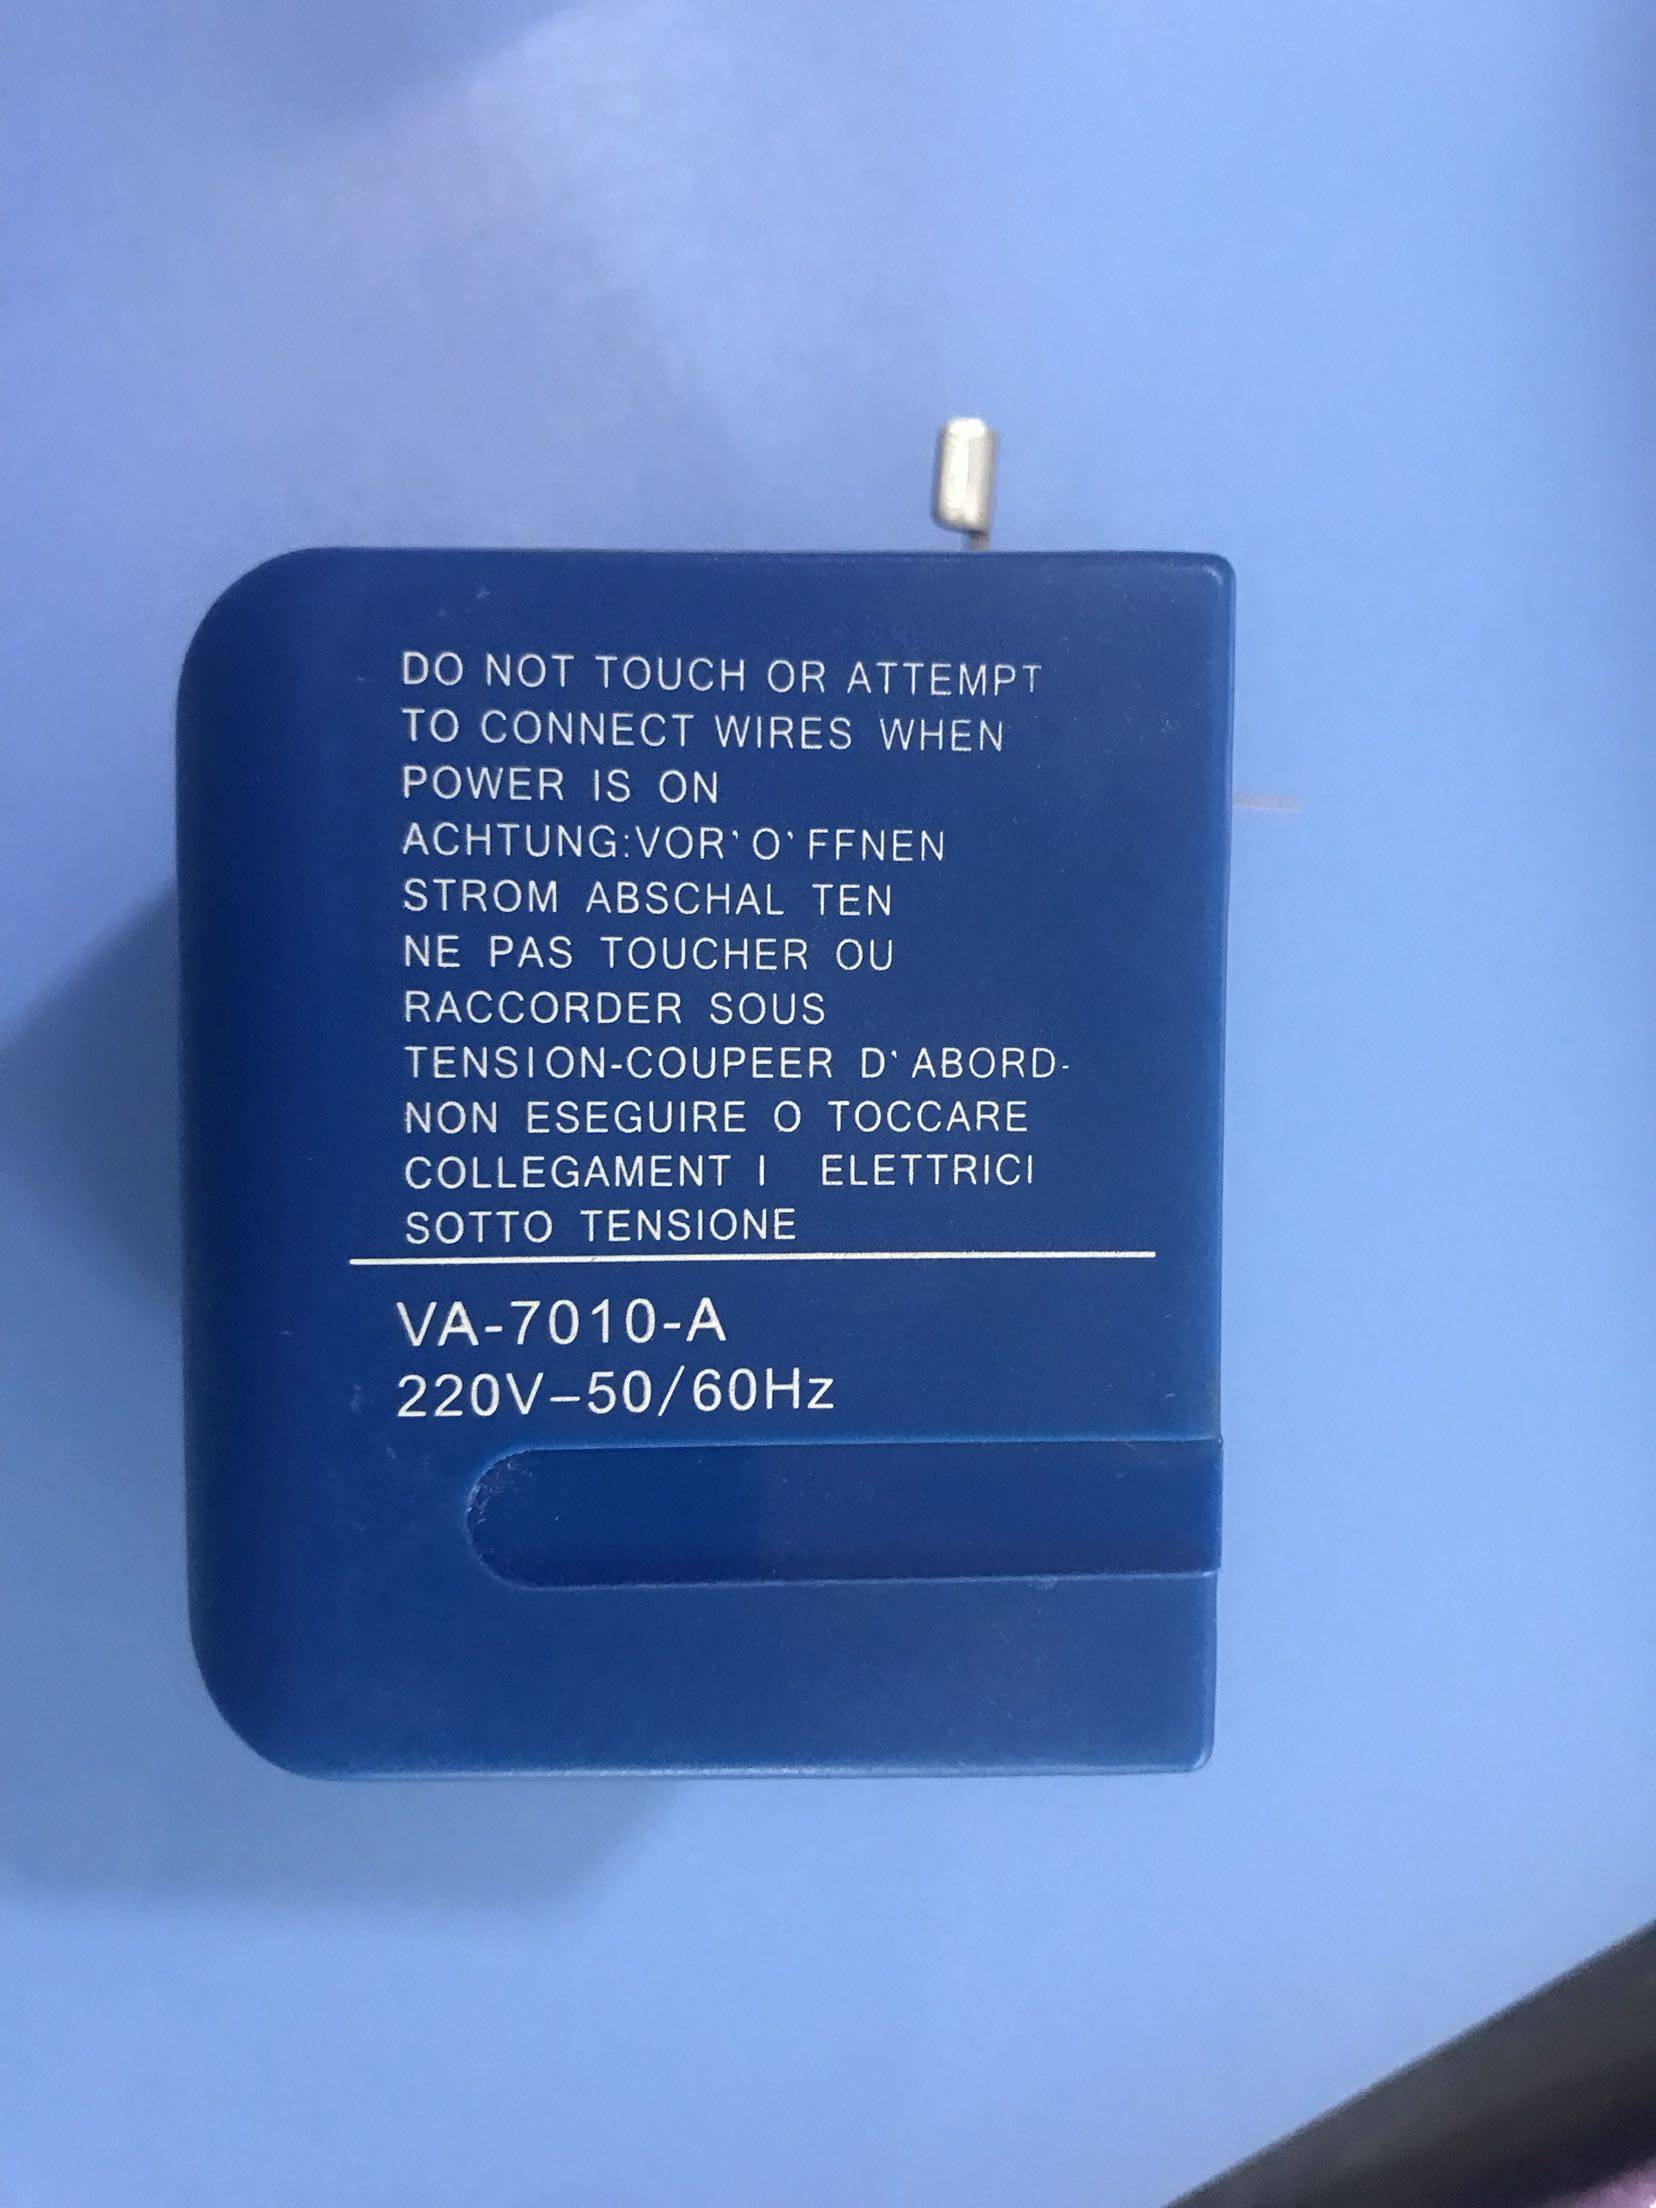 DO NOT TOUCH OR ATTEMPT
TO CONNECT WIRES WHEN
POWER IS ON
ACHTUNG:VOR'O'FFNEN
STROM ABSCHAL TEN
NE PAS TOUCHER OU
RACCORDER SOUS
TENSION-COUPEER D'ABORD-
NON ESEGUIRE O TOCCARE
COLLEGAMENT I ELETTRICI
SOTTO TENSIONE
VA-7010-A
220V–50/60Hz